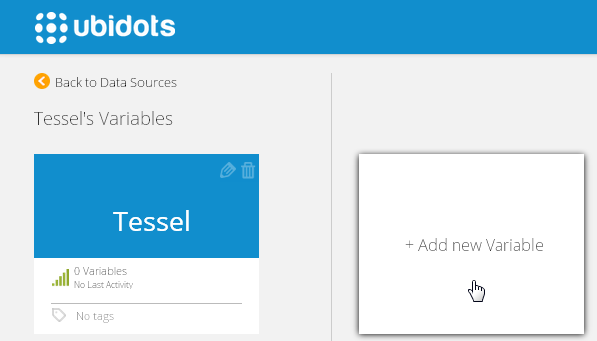 ubidots
Back to Data Sources
Tessel's Variables
Tessel
0 Variables
No Last Activity
No tags
+ Add new Variable